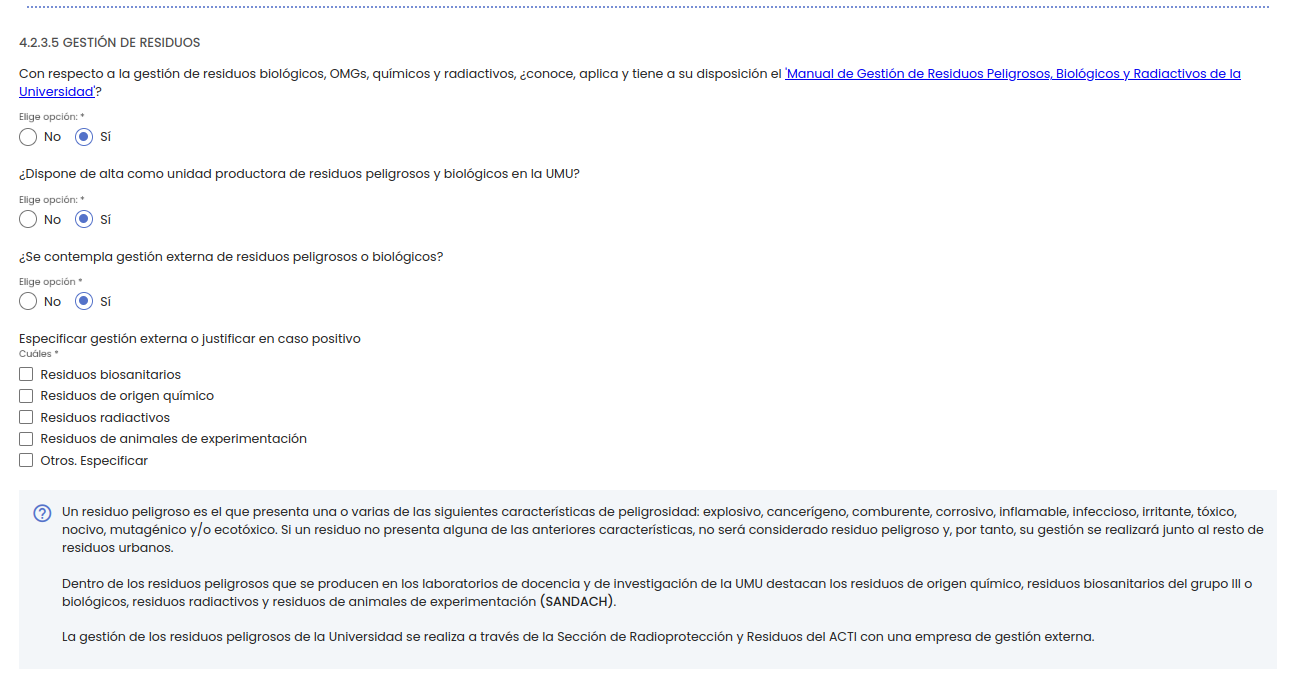 4.2.3.5 GESTIÓN DE RESIDUOS
Con respecto a la gestión de residuos biológicos, OMGs, químicos y radiactivos, ¿conoce, aplica y tiene a su disposición el 'Manual de Gestión de Residuos Peligrosos, Biológicos y Radiactivos de la
Universidad'?
Elige opción: *
No Sí
¿Dispone de alta como unidad productora de residuos peligrosos y biológicos en la UMU?
Elige opción: *
No Sí
¿Se contempla gestión externa de residuos peligrosos o biológicos?
Elige opción *
No Sí
Especificar gestión externa o justificar en caso positivo
Cuáles *
Residuos biosanitarios
Residuos de origen químico
Residuos radiactivos
Residuos de animales de experimentación
Otros. Especificar
Un residuo peligroso es el que presenta una o varias de las siguientes características de peligrosidad: explosivo, cancerígeno, comburente, corrosivo, inflamable, infeccioso, irritante, tóxico,
nocivo, mutagénico y/o ecotóxico. Si un residuo no presenta alguna de las anteriores características, no será considerado residuo peligroso y, por tanto, su gestión se realizará junto al resto de
residuos urbanos.
Dentro de los residuos peligrosos que se producen en los laboratorios de docencia y de investigación de la UMU destacan los residuos de origen químico, residuos biosanitarios del grupo III o
biológicos, residuos radiactivos y residuos de animales de experimentación (SANDACH).
La gestión de los residuos peligrosos de la Universidad se realiza a través de la Sección de Radioprotección y Residuos del ACTI con una empresa de gestión externa.